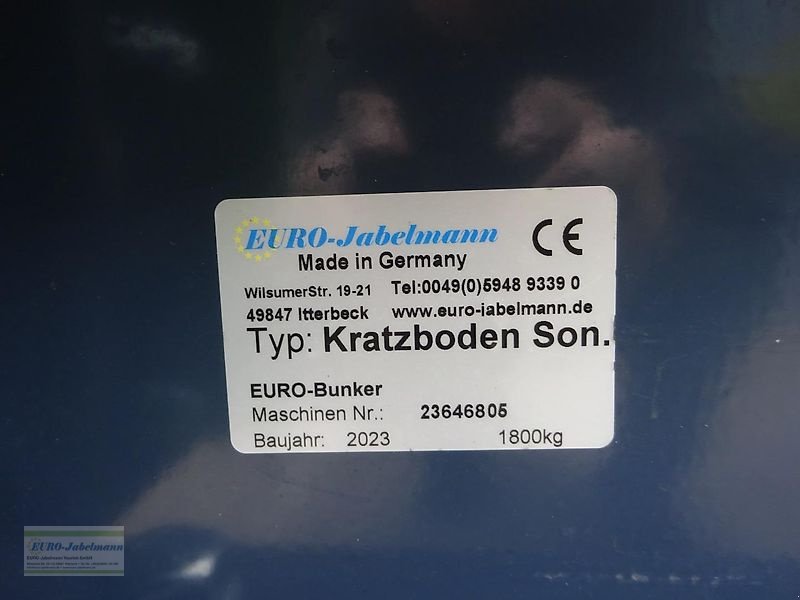 EURO-Jabelmann
CE
Made in Germany
WilsumerStr. 19-21 Tel:0049(0)5948 9339 0
49847 Itterbeck www.euro-jabelmann.de
Typ: Kratzboden Son.
EURO-Bunker
Maschinen Nr.: 23646805
Baujahr: 2023 1800kg
EURO-Jabelmann